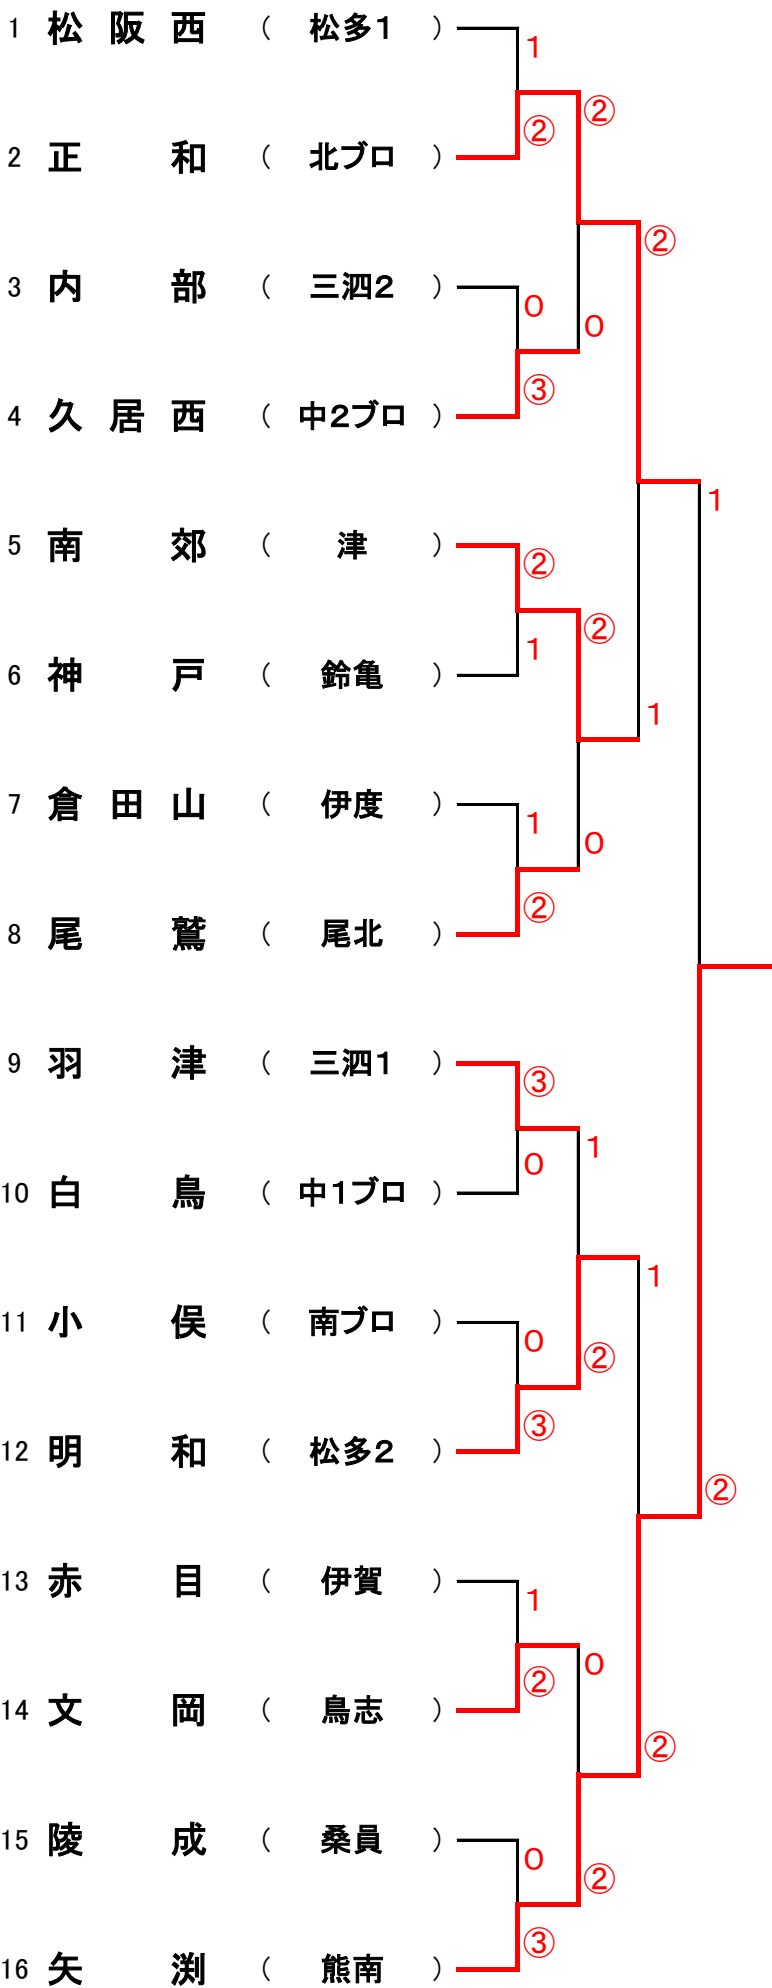 1 松阪西 （ 松多1 ）
1
②
②
2 正和 （ 北ブロ ）
②
3 内部 （ 三泗2 ）
0
0
③
4 久居西 （ 中2ブロ ）
1
5 南郊 （ 津 ）
②
②
1
6 神戸 （ 鈴亀 ）
1
7 倉田山 （ 伊度 ）
1
0
②
8 尾鷲 （ 尾北 ）
9 羽津 （ 三泗1 ）
③
1
0
10 白鳥 （ 中1ブロ ）
1
11 小俣 （ 南ブロ ）
0
②
③
12 明和 （ 松多2 ）
②
13 赤目 （ 伊賀 ）
1
0
②
14 文岡 （ 鳥志 ）
②
15 陵成 （ 桑員 ）
0
②
③
16 矢渕 （ 熊南 ）